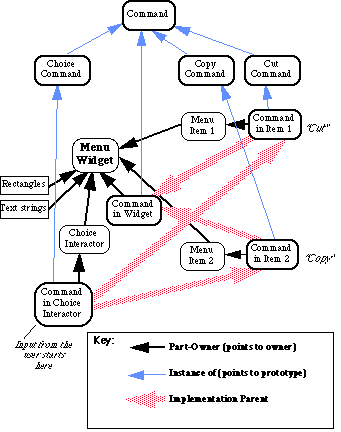 Command
Choice
Command
Copy
Command
Cut
Command
Menu
Item 1
Command
in Item 1
"Cut"
Menu
Widget
Rectangles
Text strings
Command
in Widget
Choice
Interactor
Menu
Item 2
Command
in Item 2
"Copy"
Command
in Choice
Interactor
Input from the
user starts
here
Key:
Part-Owner (points to owner)
Instance of (points to prototype)
Implementation Parent